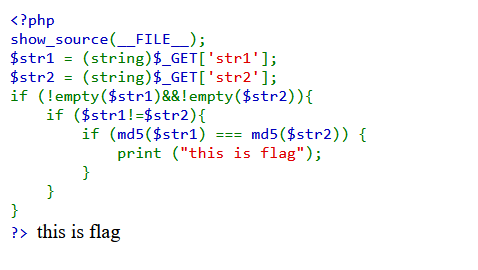 <?php
show_source(__FILE__);
$str1 = (string)$_GET['str1'];
$str2 = (string)$_GET['str2'];
if (!empty($str1)&&!empty($str2)){
    if ($str1!=$str2){
        if (md5($str1) === md5($str2)) {
            print ("this is flag");
        }
    }
}
?> this is flag